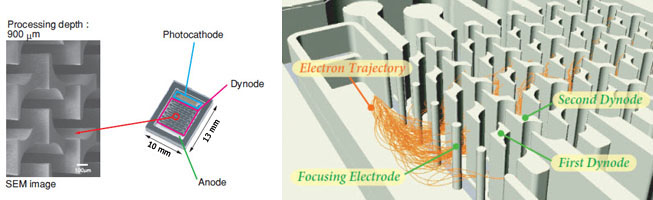 Processing depth :
900 μm
Photocathode
Dynode
13 mm
10 mm
Anode
100μm
SEM image
Electron Trajectory
Second Dynode
First Dynode
Focusing Electrode